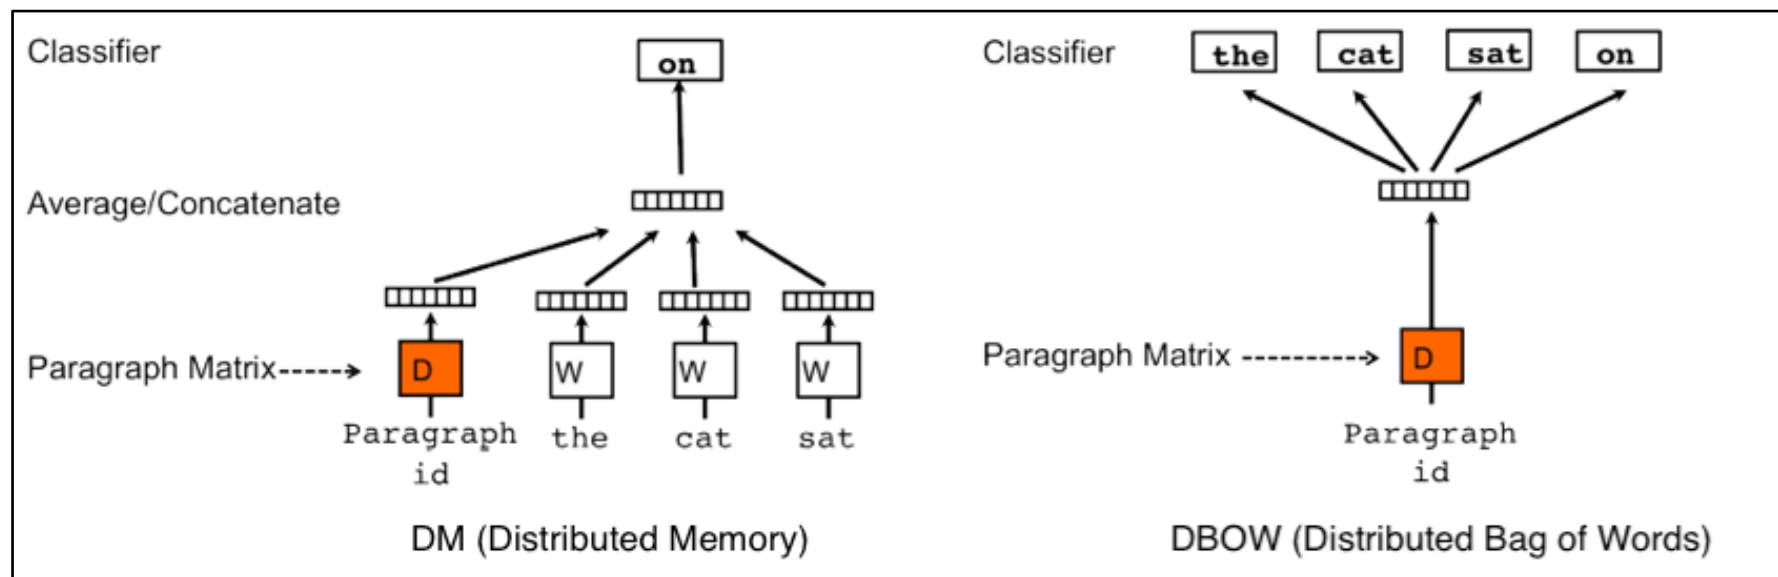 Classifier
on
Average/Concatenate
Paragraph Matrix
D
W
W
W
Paragraph
id
the
cat
sat
DM (Distributed Memory)
Classifier
the
cat
sat
on
Paragraph Matrix
D
Paragraph
id
DBOW (Distributed Bag of Words)